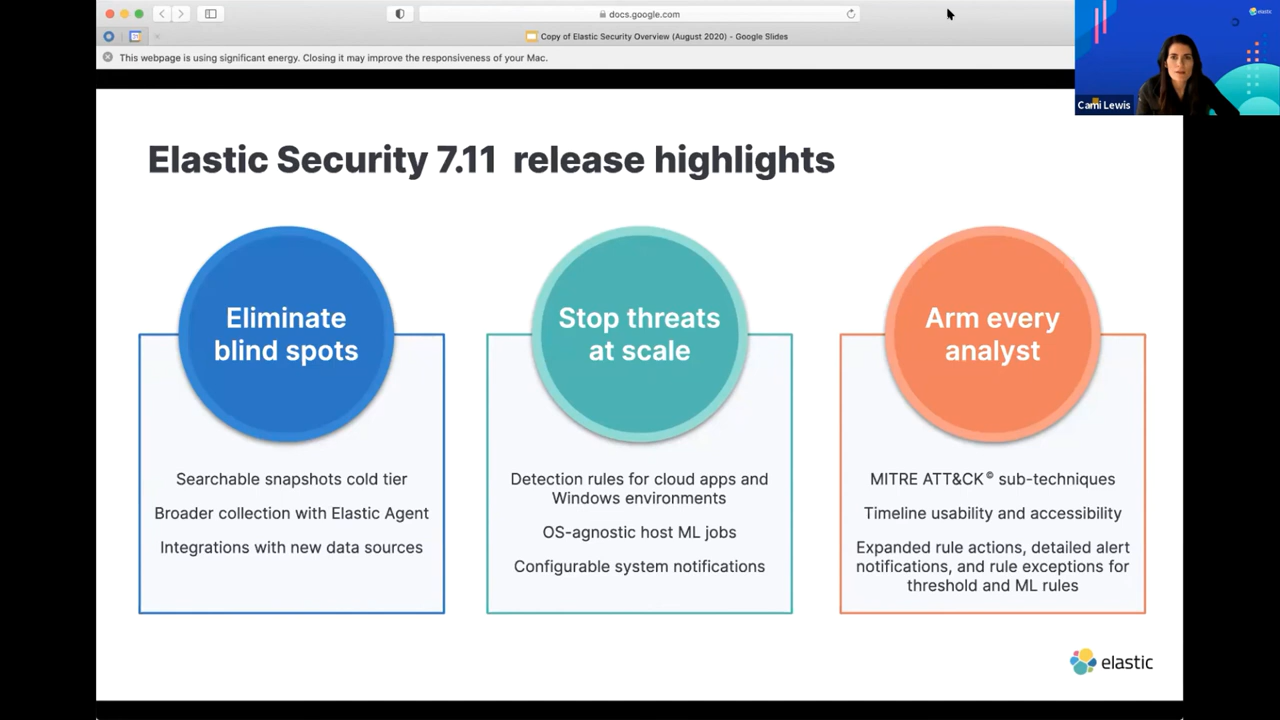 docs.google.com
Copy of Elastic Security Overview (August 2020) - Google Slides
This webpage is using significant energy. Closing it may improve the responsiveness of your Mac.
elastic
Cami Lewis
Elastic Security 7.11 release highlights
Eliminate
blind spots
Searchable snapshots cold tier
Broader collection with Elastic Agent
Integrations with new data sources
Stop threats
at scale
Detection rules for cloud apps and
Windows environments
OS-agnostic host ML jobs
Configurable system notifications
Arm every
analyst
MITRE ATT&CK© sub-techniques
Timeline usability and accessibility
Expanded rule actions, detailed alert
notifications, and rule exceptions for
threshold and ML rules
elastic